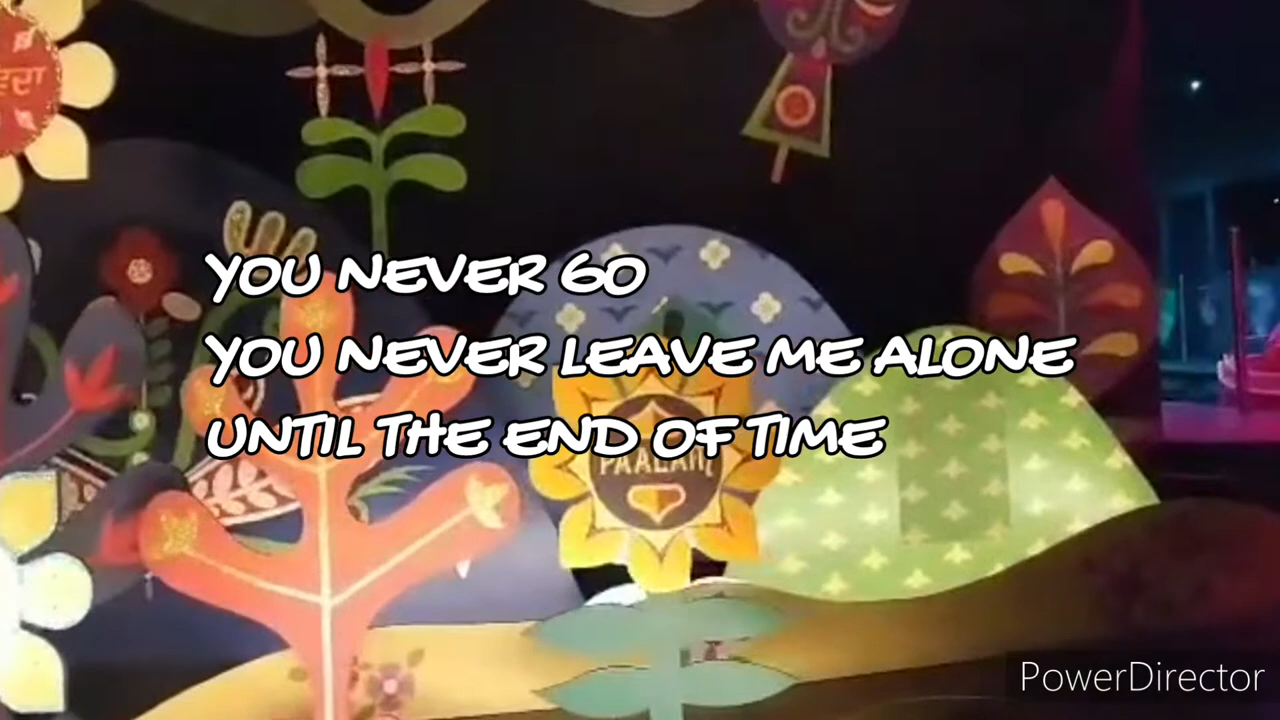 YOU NEVER GO
YOU NEVER LEAVE ME ALONE
UNTIL THE END OF TIME
PAALAM
PowerDirector